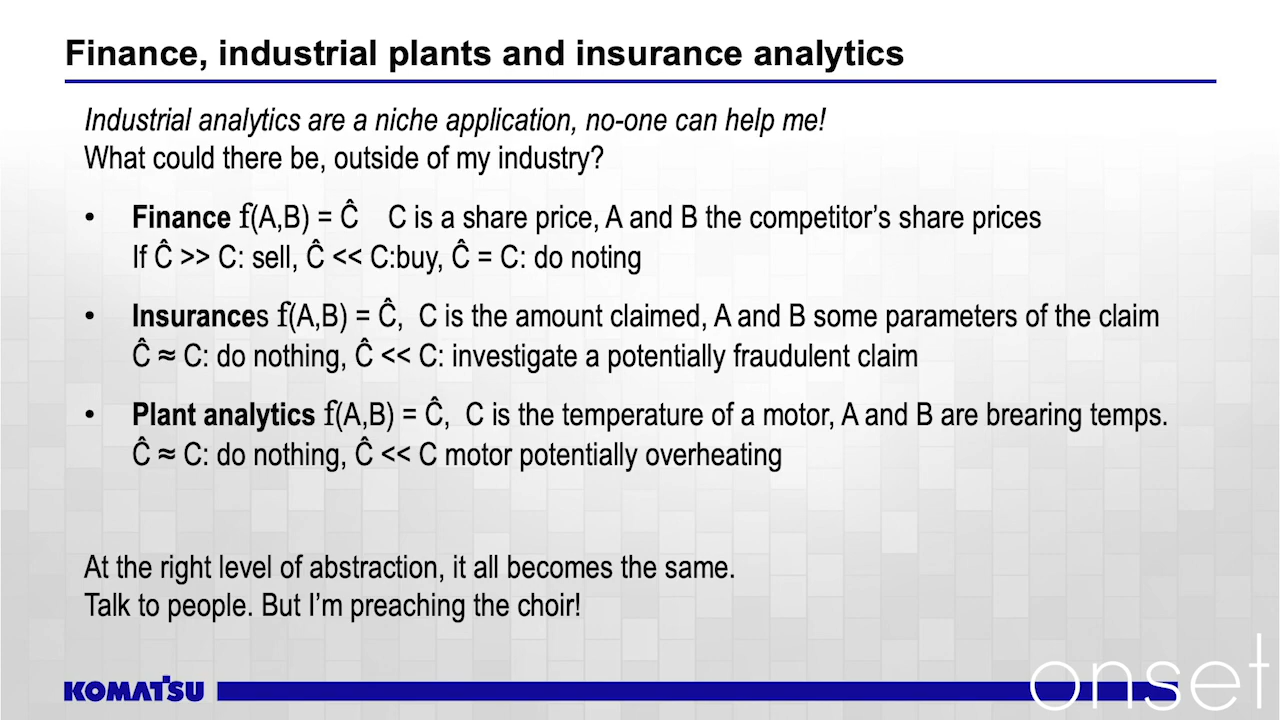 Finance, industrial plants and insurance analytics
Industrial analytics are a niche application, no-one can help me!
What could there be, outside of my industry?
• Finance f(A,B) = Ĉ C is a share price, A and B the competitor's share prices
If Ĉ >> C: sell, Ĉ << C:buy, Ĉ = C: do noting
• Insurances f(A,B) = Ĉ, C is the amount claimed, A and B some parameters of the claim
Ĉ ≈ C: do nothing, Ĉ << C: investigate a potentially fraudulent claim
• Plant analytics f(A,B) = Ĉ, C is the temperature of a motor, A and B are brearing temps.
Ĉ ≈ C: do nothing, Ĉ << C motor potentially overheating
At the right level of abstraction, it all becomes the same.
Talk to people. But I'm preaching the choir!
KOMATSU
onset